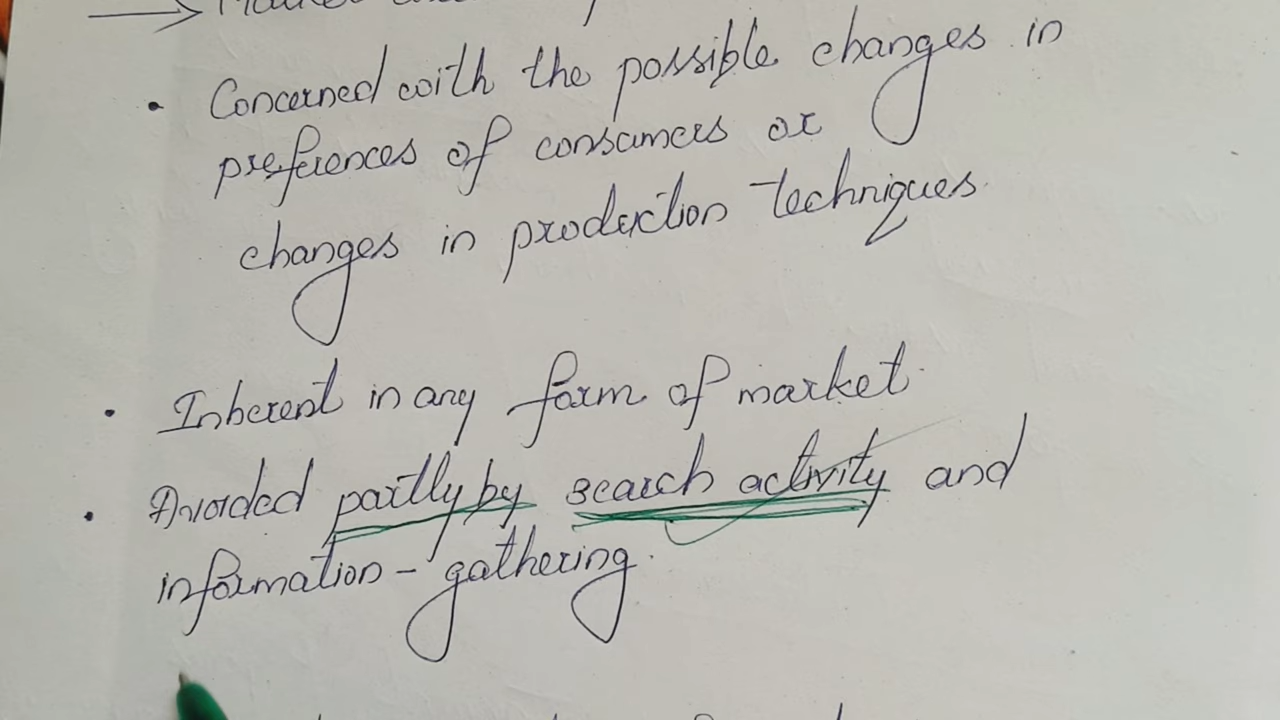 → Market
• Concerned with the possible changes in
preferences of consumers or
changes in production techniques
• Inherent in any form of market.
• Avoided partly by search activity and
information-gathering.